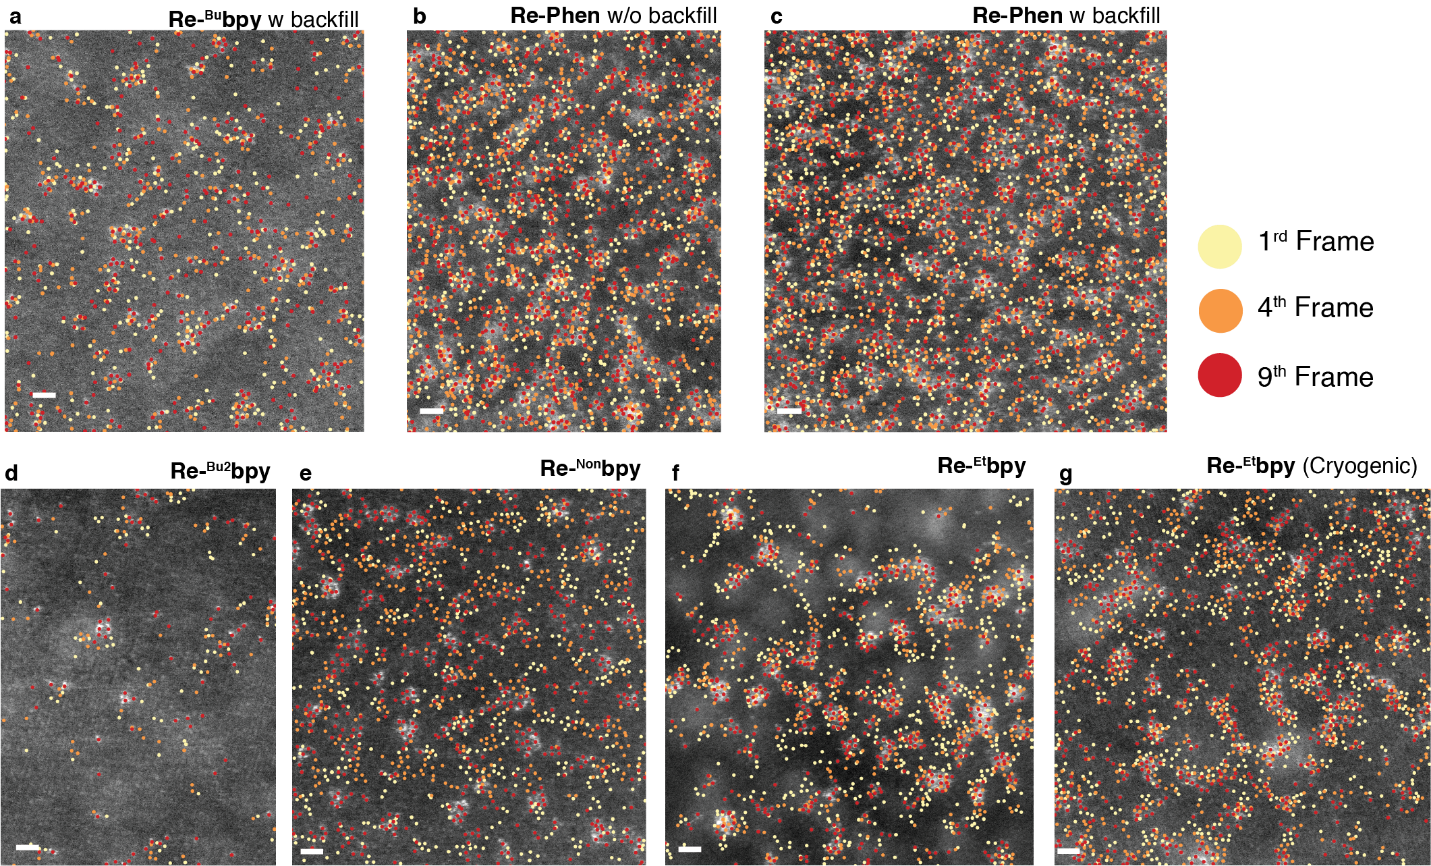 a Re-ᴮᵘbpy w backfill
b Re-Phen w/o backfill
c Re-Phen w backfill
1ʳᵈ Frame
4ᵗʰ Frame
9ᵗʰ Frame
d Re-ᴮᵘ²bpy
e Re-ᴺᵒⁿbpy
f Re-ᴱᵗbpy
g Re-ᴱᵗbpy (Cryogenic)